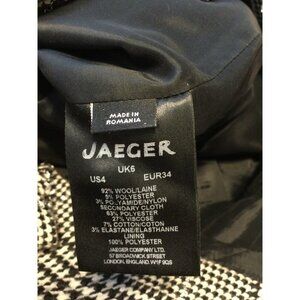 MADE IN
ROMANIA
JAEGER
UK6
US4 EUR34
92% WOOL/LAINE
5% POLYESTER
3% POLYAMIDE/NYLON
SECONDARY CLOTH
63% POLYESTER
27% VISCOSE
7% COTTON/COTON
3% ELASTANE/ELASTHANNE
LINING
100% POLYESTER
JAEGER COMPANY LTD.
57 BROADWICK STREET
LONDON, ENGLAND, W1F 9QS